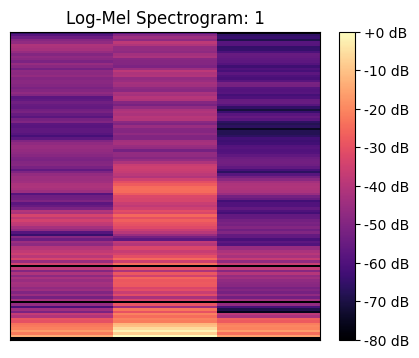 Log-Mel Spectrogram: 1
+0 dB
-10 dB
-20 dB
-30 dB
-40 dB
-50 dB
-60 dB
-70 dB
-80 dB